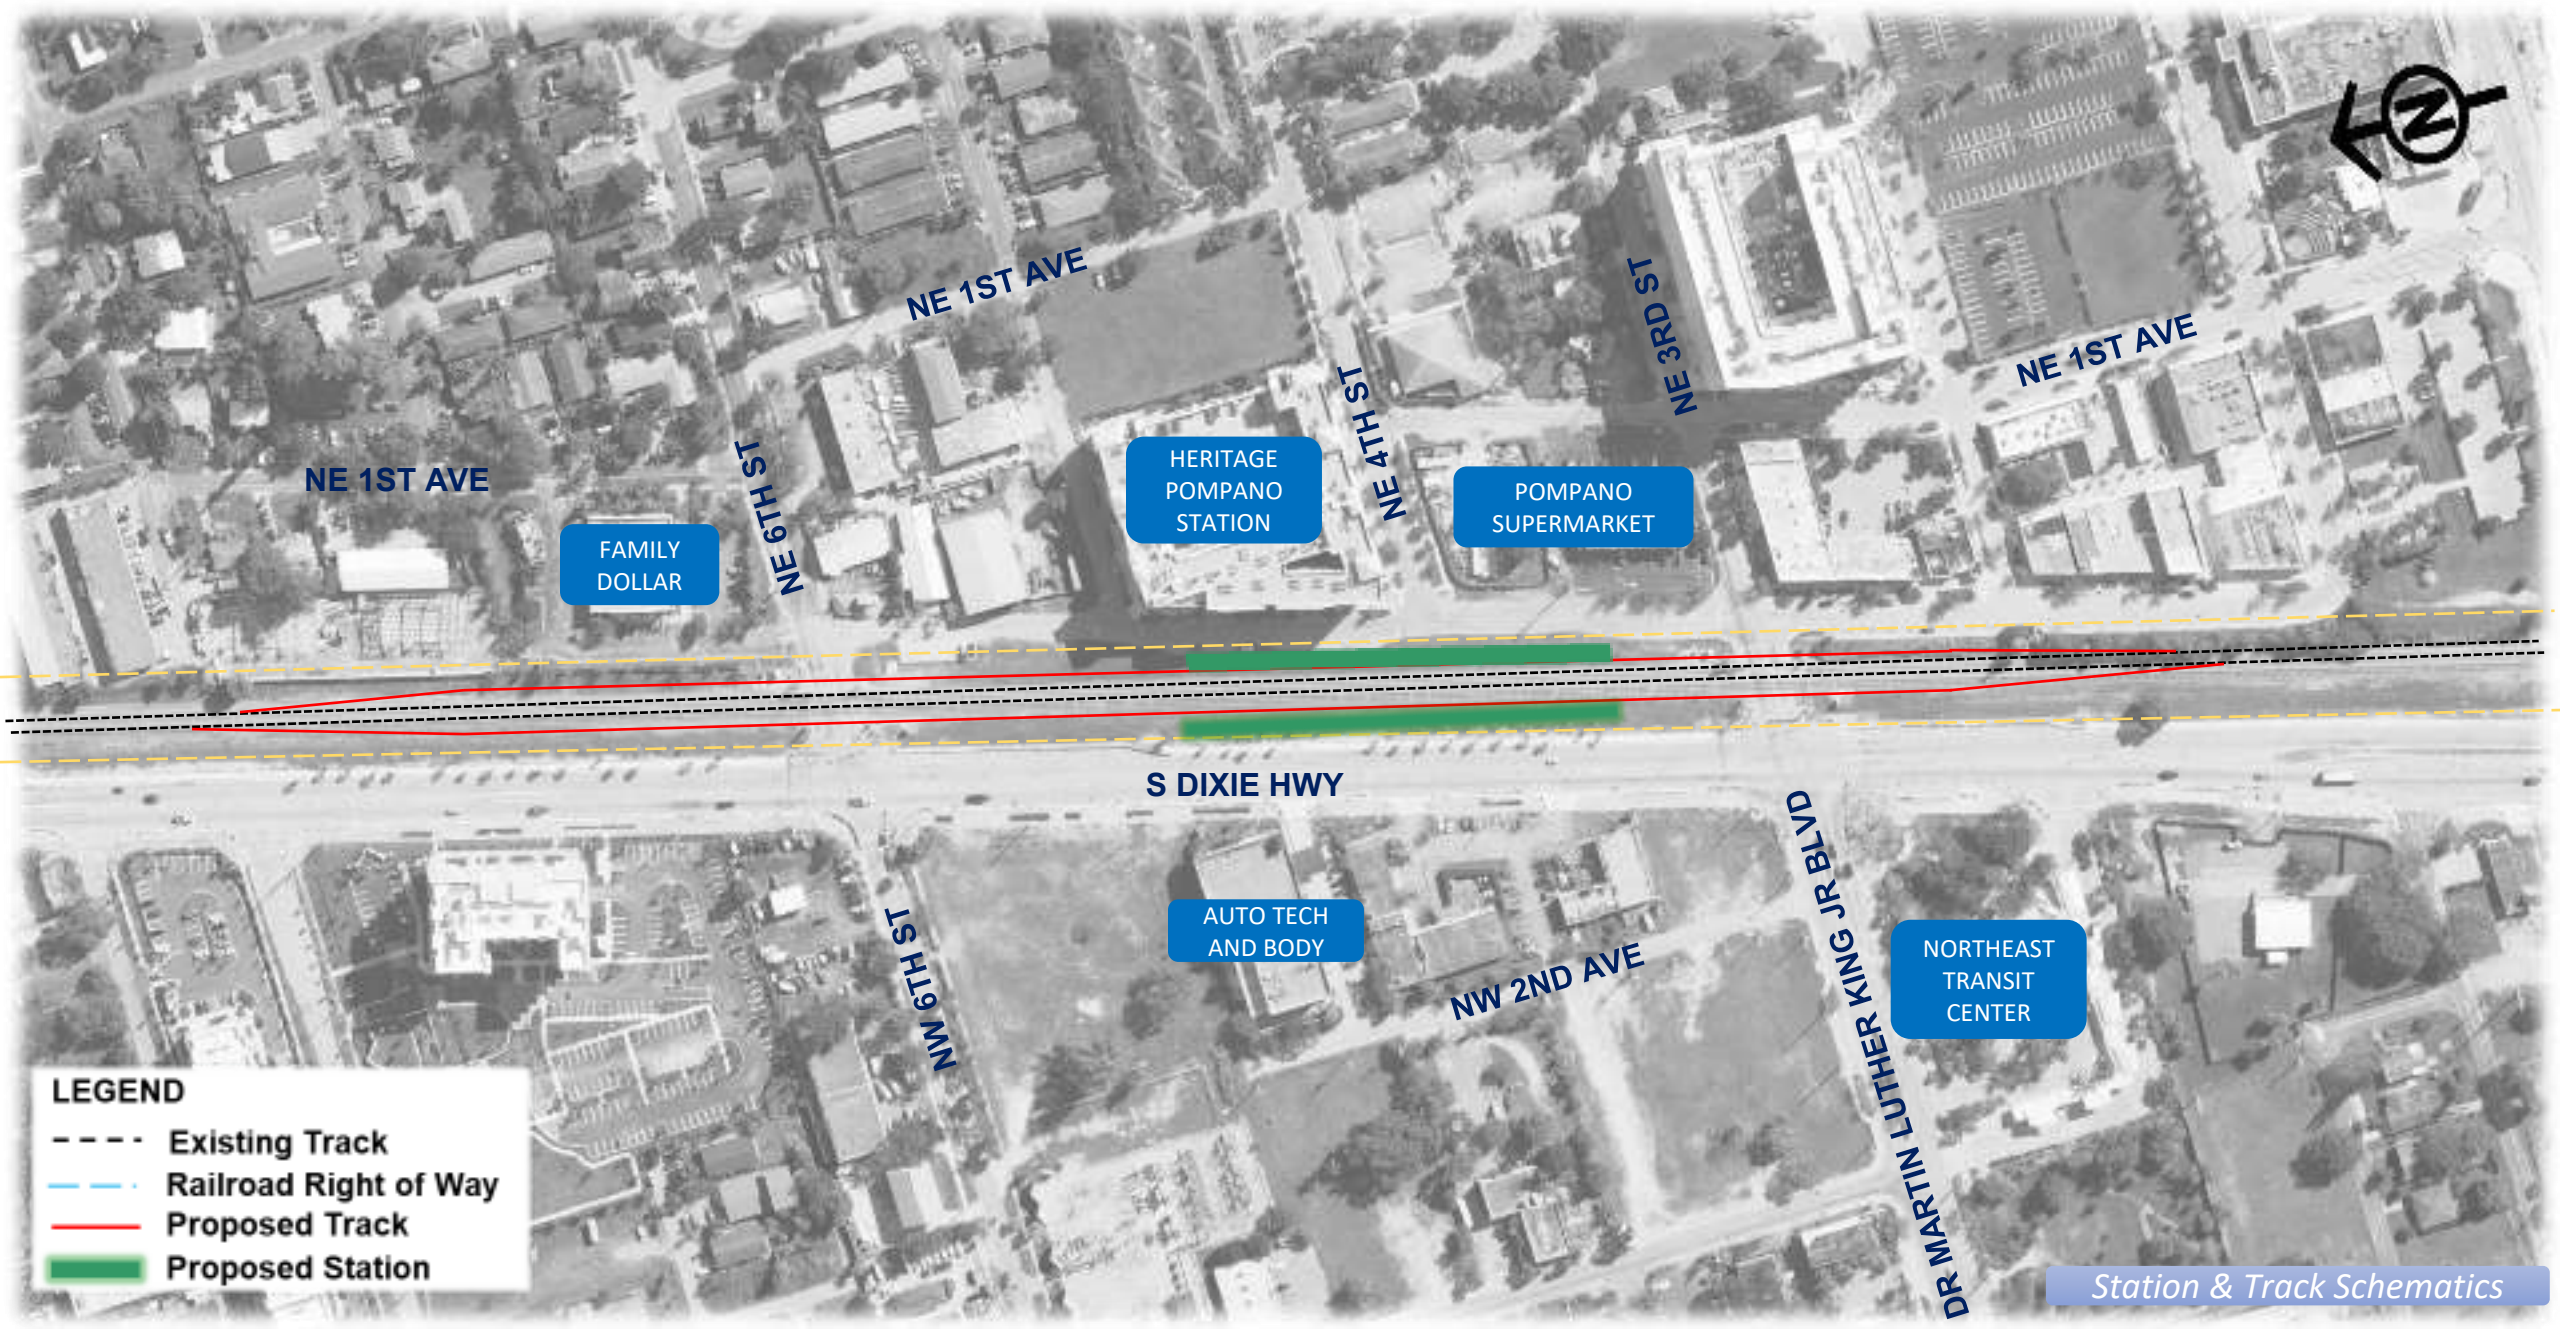 N
NE 1ST AVE
NE 3RD ST
NE 1ST AVE
NE 4TH ST
NE 6TH ST
NE 1ST AVE
HERITAGE
POMPANO
STATION
POMPANO
SUPERMARKET
FAMILY
DOLLAR
S DIXIE HWY
DR MARTIN LUTHER KING JR BLVD
NW 6TH ST
AUTO TECH
AND BODY
NW 2ND AVE
NORTHEAST
TRANSIT
CENTER
LEGEND
Existing Track
Railroad Right of Way
Proposed Track
Proposed Station
Station & Track Schematics